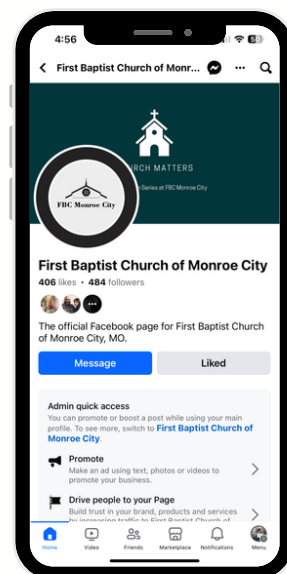 4:56
First Baptist Church of Monr...
RCH MATTERS
Series at FBC Monroe City
FBC Monroe City
First Baptist Church of Monroe City
406 likes • 484 followers
The official Facebook page for First Baptist Church
of Monroe City, MO.
Message
Liked
Admin quick access
You can promote or boost a post while using your main
profile. To see more, switch to First Baptist Church of
Monroe City.
Promote
Make an ad using text, photos or videos to
promote your business.
Drive people to your Page
Build trust in your brand, products and services
by increasing traffic to First Baptist Church of
Home
Video
Friends
Marketplace
Notifications
Menu